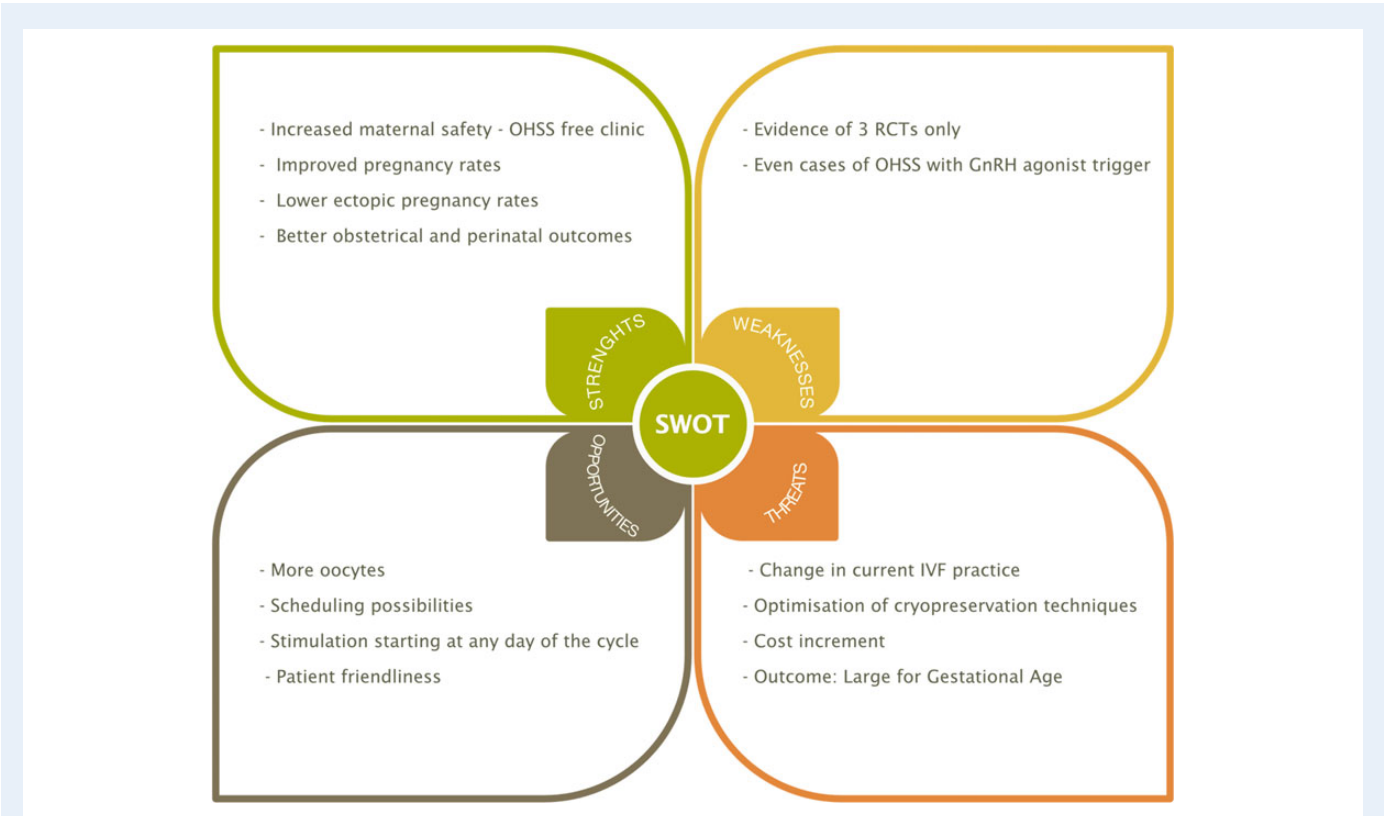 - Increased maternal safety - OHSS free clinic
- Improved pregnancy rates
- Lower ectopic pregnancy rates
- Better obstetrical and perinatal outcomes
- Evidence of 3 RCTs only
- Even cases of OHSS with GnRH agonist trigger
STRENGHTS
WEAKNESSES
SWOT
OPPORTUNITIES
THREATS
- More oocytes
- Scheduling possibilities
- Stimulation starting at any day of the cycle
- Patient friendliness
- Change in current IVF practice
- Optimisation of cryopreservation techniques
- Cost increment
- Outcome: Large for Gestational Age